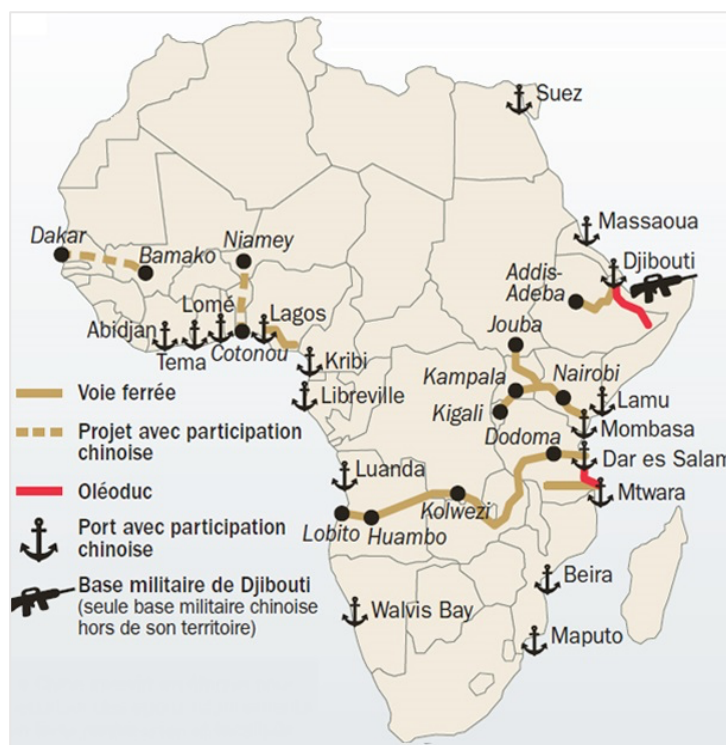 Suez
Massaoua
Dakar
Niamey
Djibouti
Bamako
Addis-
Adeba
Lomé
Lagos
Jouba
Abidjan
Tema
Cotonou
Kribi
Kampala
Nairobi
Voie ferrée
Libreville
Lamu
Kigali
Mombasa
Projet avec participation
chinoise
Dodoma
Dar es Salam
Luanda
Oléoduc
Mtwara
Kolwezi
Port avec participation
chinoise
Lobito
Huambo
Base militaire de Djibouti
(seule base militaire chinoise
hors de son territoire)
Beira
Walvis Bay
Maputo